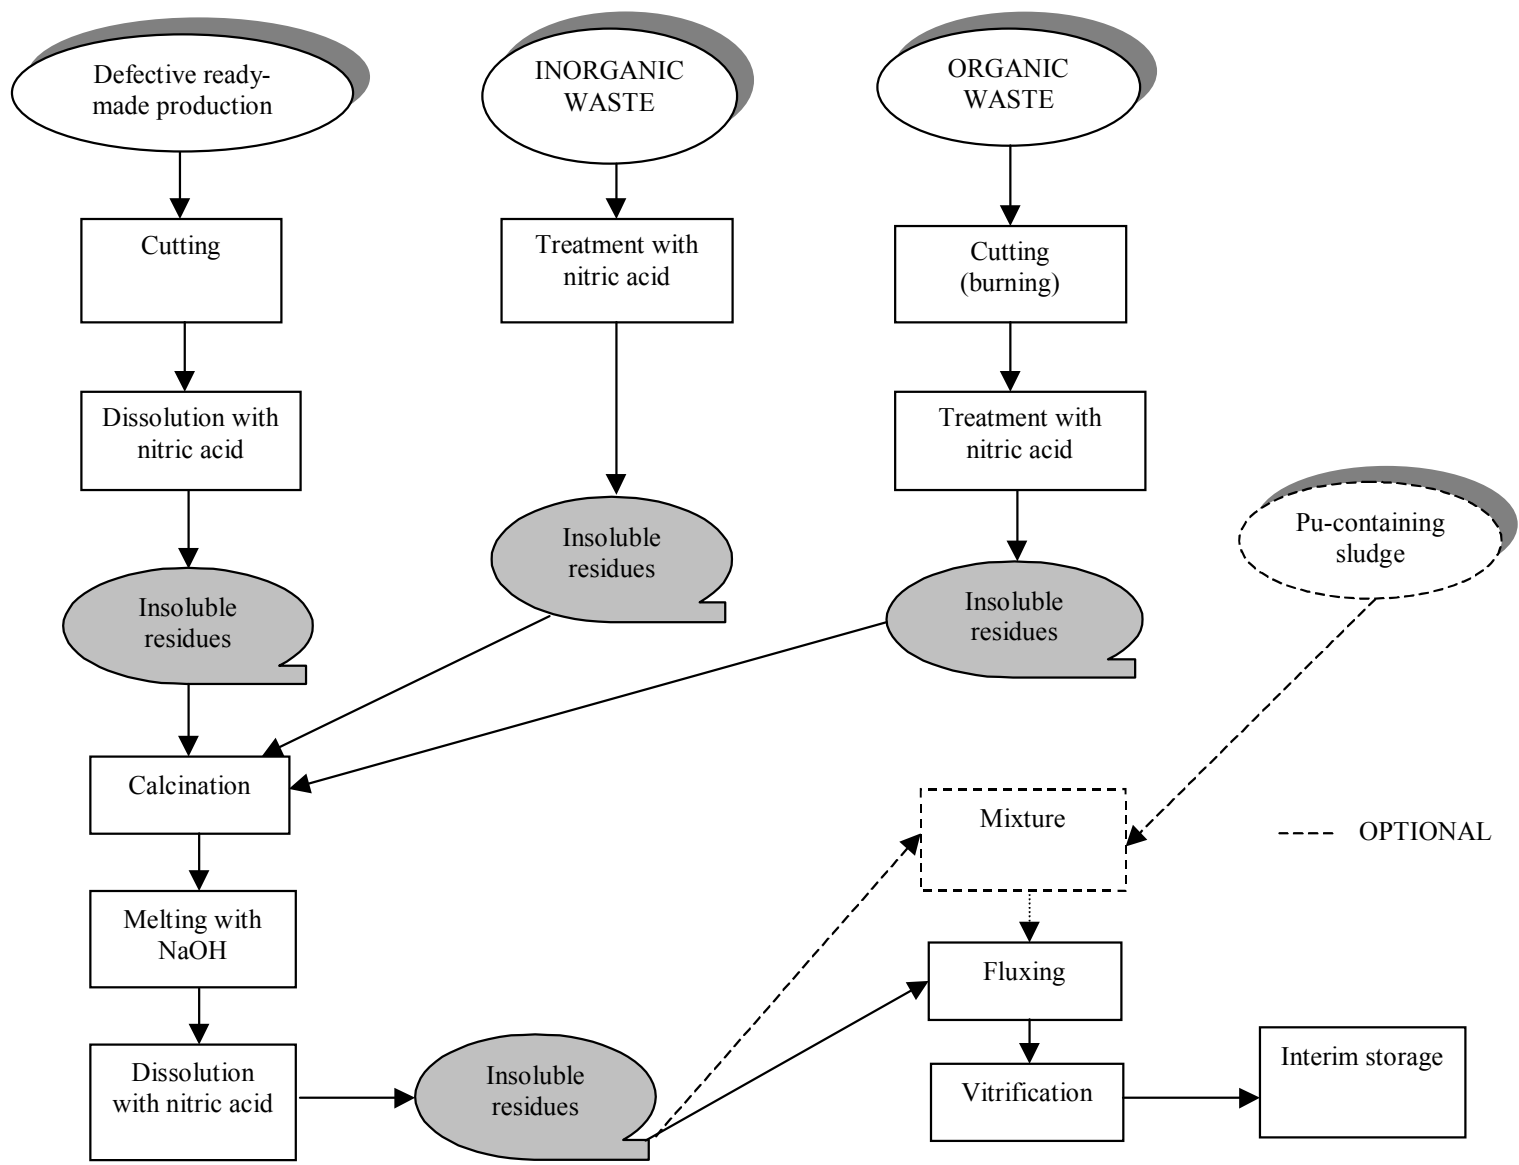 Defective ready-
made production
INORGANIC
WASTE
ORGANIC
WASTE
Cutting
Treatment with
nitric acid
Cutting
(burning)
Dissolution with
nitric acid
Treatment with
nitric acid
Pu-containing
sludge
Insoluble
residues
Insoluble
residues
Insoluble
residues
Calcination
Mixture
OPTIONAL
Melting with
NaOH
Fluxing
Dissolution
with nitric acid
Insoluble
residues
Vitrification
Interim storage